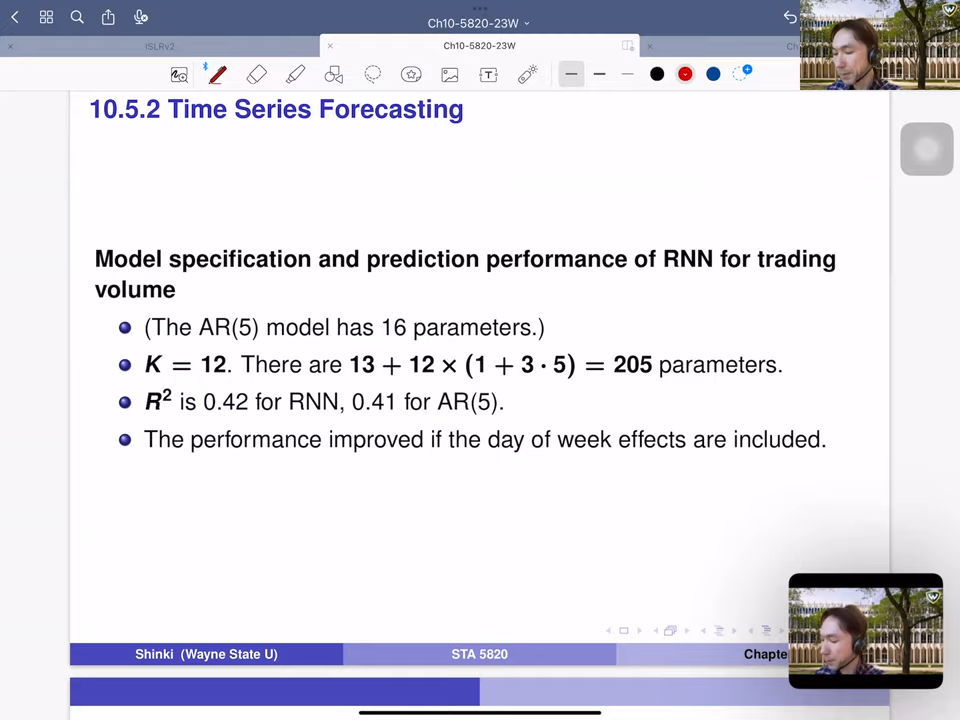 Ch10-5820-23W
ISLRv2
Ch10-5820-23W
Ch
T
10.5.2 Time Series Forecasting
Model specification and prediction performance of RNN for trading
volume
(The AR(5) model has 16 parameters.)
K = 12. There are 13 + 12 × (1 + 3 · 5) = 205 parameters.
R² is 0.42 for RNN, 0.41 for AR(5).
The performance improved if the day of week effects are included.
Shinki (Wayne State U)
STA 5820
Chapte